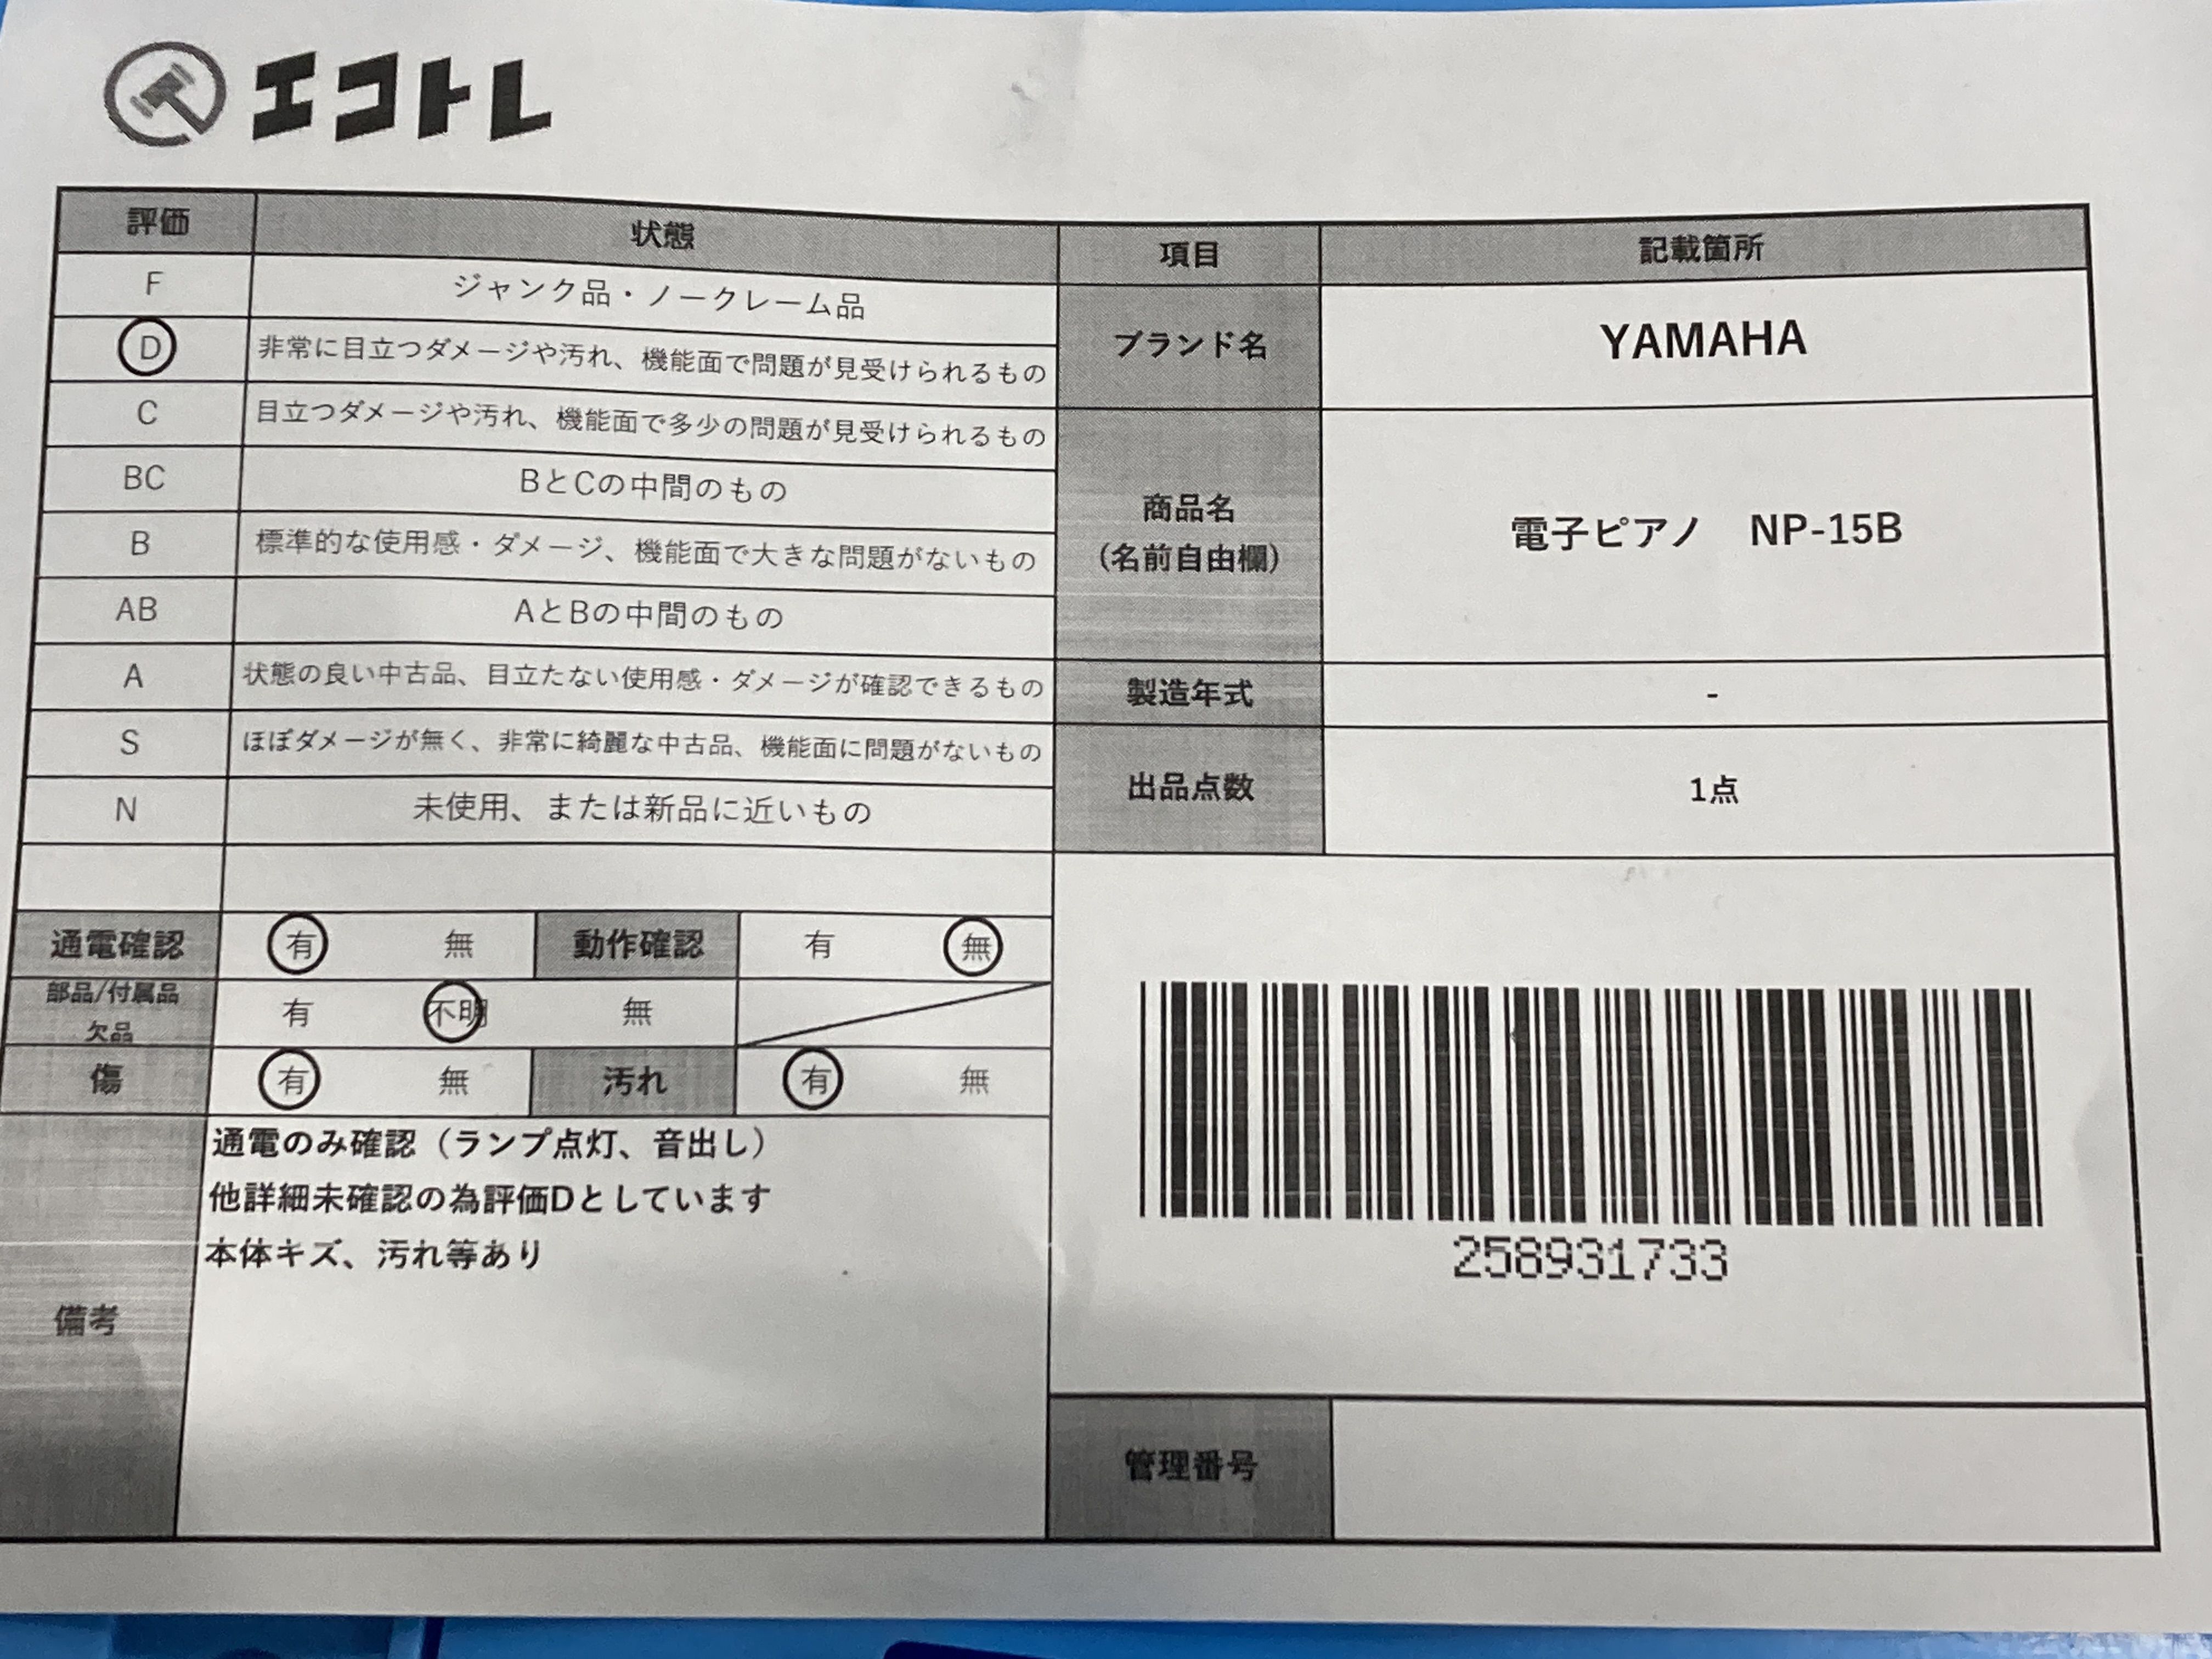 エコトレ
評価 状態 項目 記載箇所
F ジャンク品・ノークレーム品
D 非常に目立つダメージや汚れ、機能面で問題が見受けられるもの
C 目立つダメージや汚れ、機能面で多少の問題が見受けられるもの
BC BとCの中間のもの
B 標準的な使用感・ダメージ、機能面で大きな問題がないもの
AB AとBの中間のもの
A 状態の良い中古品、目立たない使用感・ダメージが確認できるもの
S ほぼダメージが無く、非常に綺麗な中古品、機能面に問題がないもの
N 未使用、または新品に近いもの
ブランド名 YAMAHA
商品名
(名前自由欄)
電子ピアノ NP-15B
製造年式 -
出品点数 1点
通電確認 有 無 動作確認 有 無
部品/付属品
欠品
有 不明 無
傷 有 無 汚れ 有 無
備考
通電のみ確認（ランプ点灯、音出し）
他詳細未確認の為評価Dとしています
本体キズ、汚れ等あり
258931733
管理番号